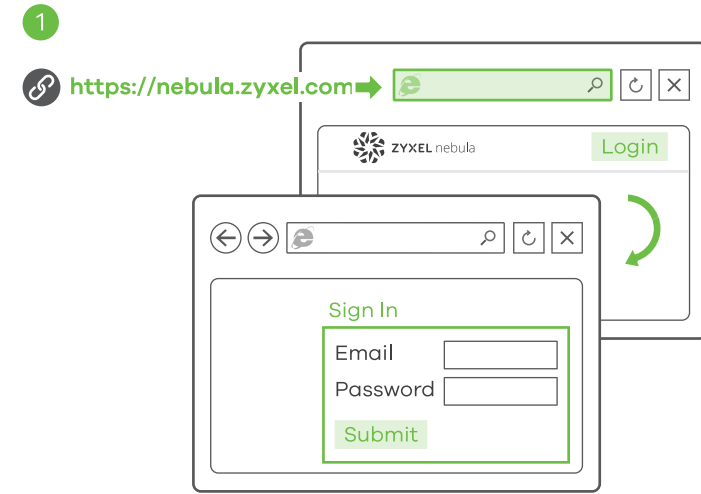 1
https://nebula.zyxel.com
ZYXEL nebula
Login
Sign In
Email
Password
Submit